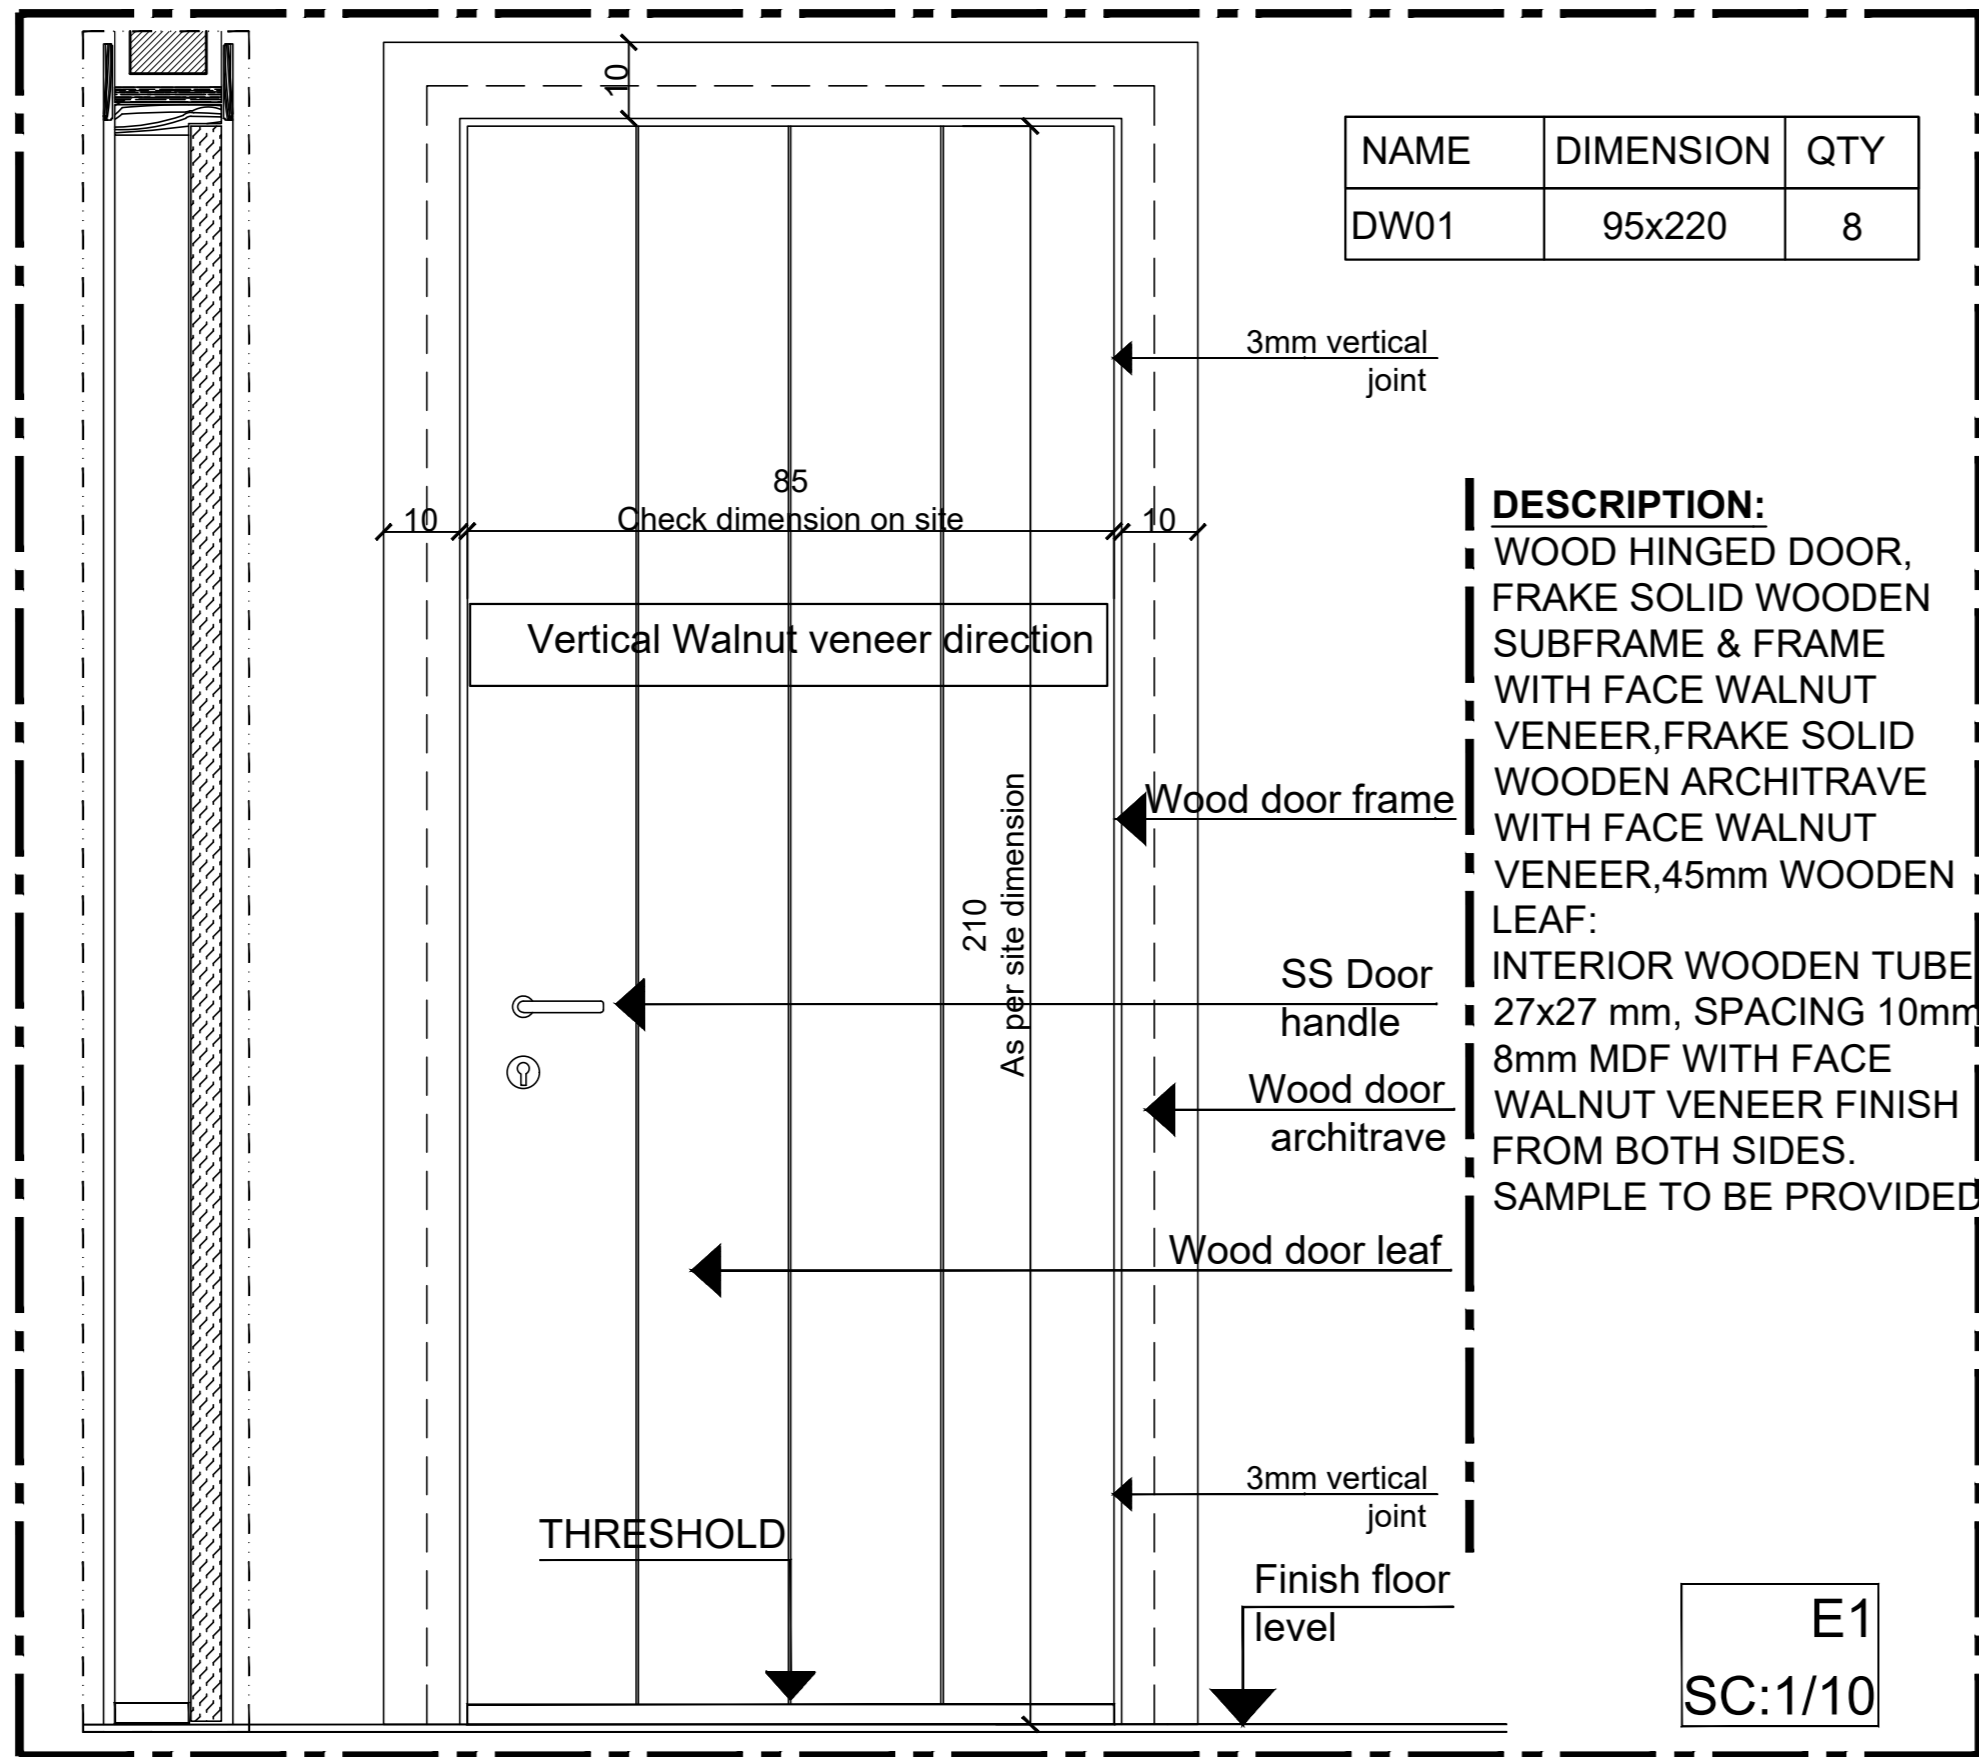 10
NAME DIMENSION QTY
DW01 95x220 8
3mm vertical
joint
85
10 Check dimension on site 10
Vertical Walnut veneer direction
210
As per site dimension
Wood door frame
SS Door
handle
Wood door
architrave
Wood door leaf
3mm vertical
joint
THRESHOLD
Finish floor
level
DESCRIPTION:
WOOD HINGED DOOR,
FRAKE SOLID WOODEN
SUBFRAME & FRAME
WITH FACE WALNUT
VENEER,FRAKE SOLID
WOODEN ARCHITRAVE
WITH FACE WALNUT
VENEER,45mm WOODEN
LEAF:
INTERIOR WOODEN TUBE
27x27 mm, SPACING 10mm
8mm MDF WITH FACE
WALNUT VENEER FINISH
FROM BOTH SIDES.
SAMPLE TO BE PROVIDED
E1
SC:1/10